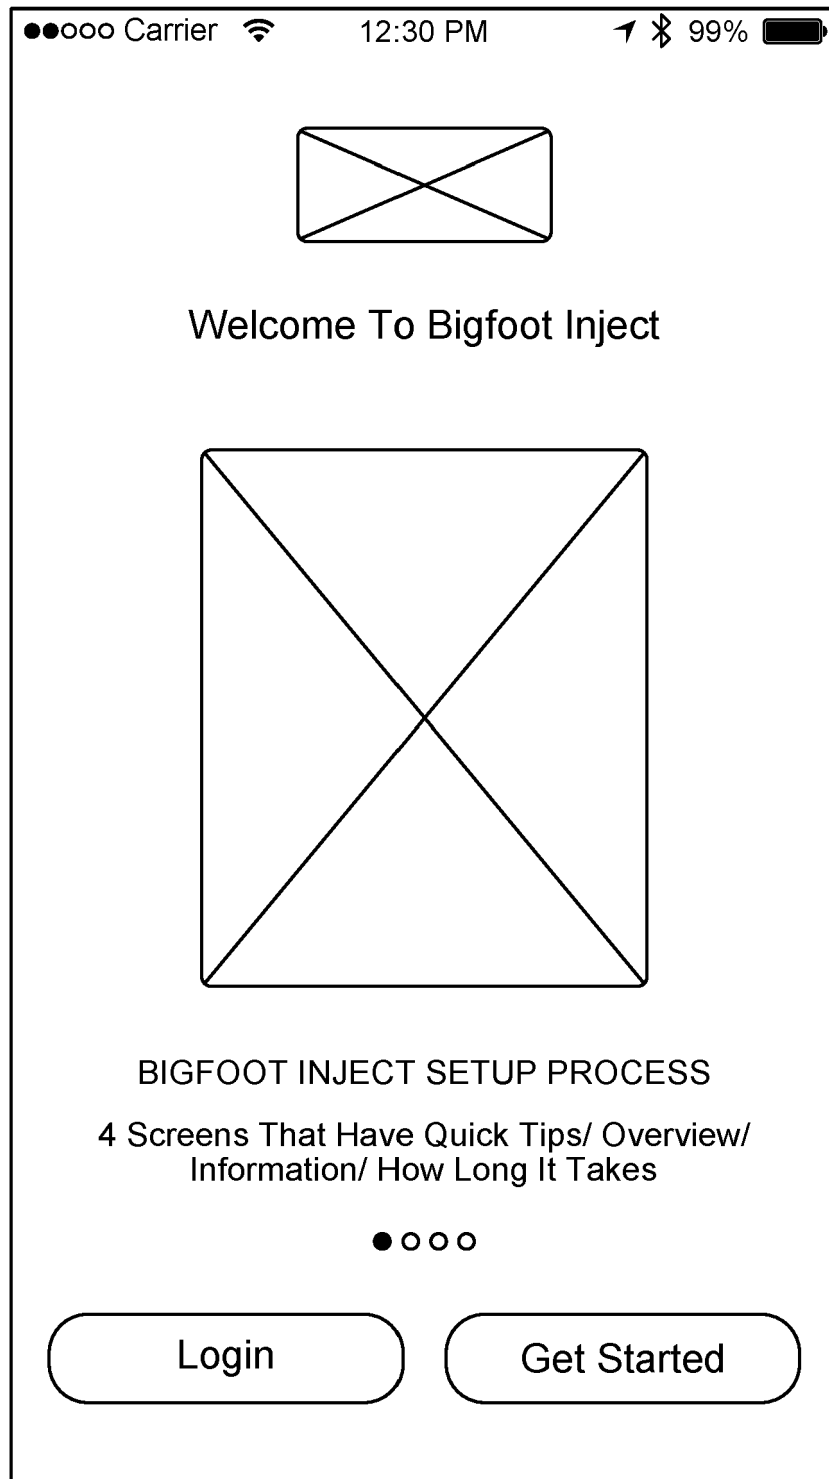 Carrier 12:30 PM 99%
Welcome To Bigfoot Inject
BIGFOOT INJECT SETUP PROCESS
4 Screens That Have Quick Tips/ Overview/
Information/ How Long It Takes
Login Get Started